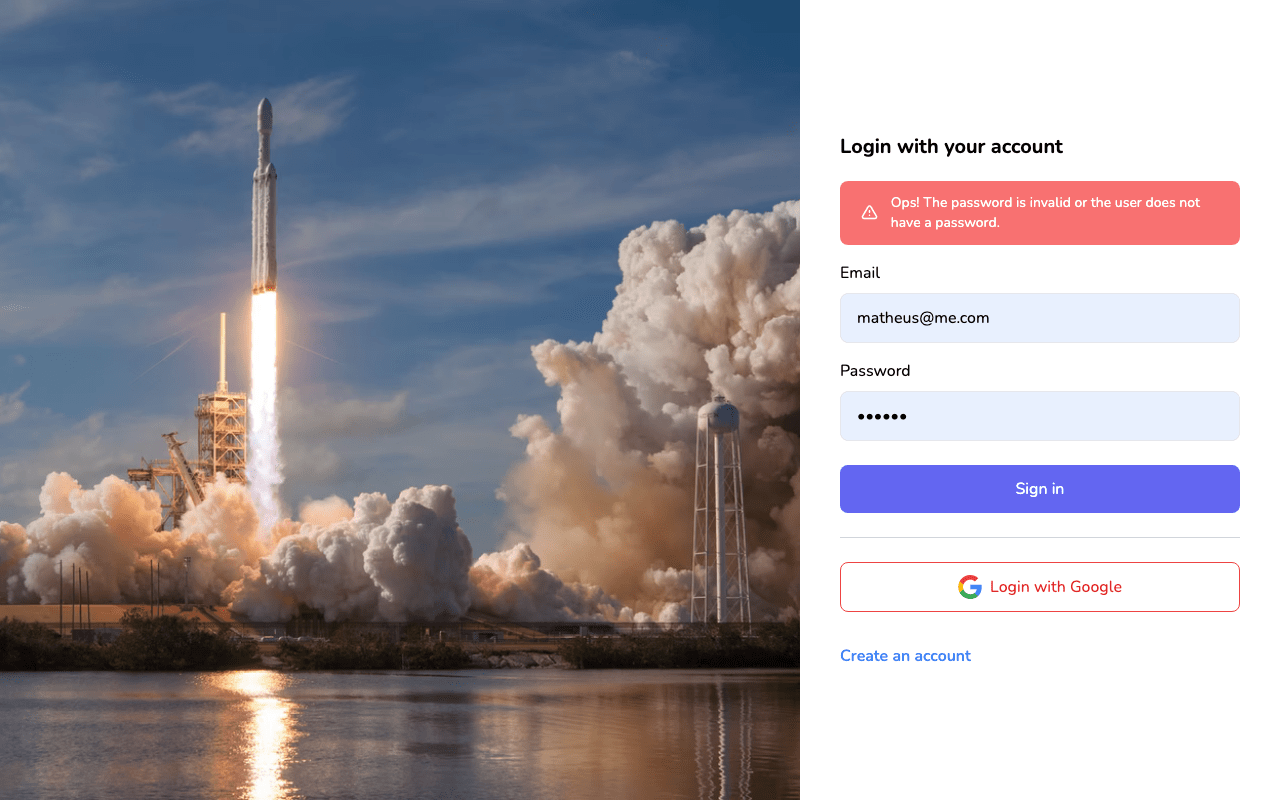 Login with your account
Ops! The password is invalid or the user does not
have a password.
Email
matheus@me.com
Password
••••••
Sign in
Login with Google
Create an account